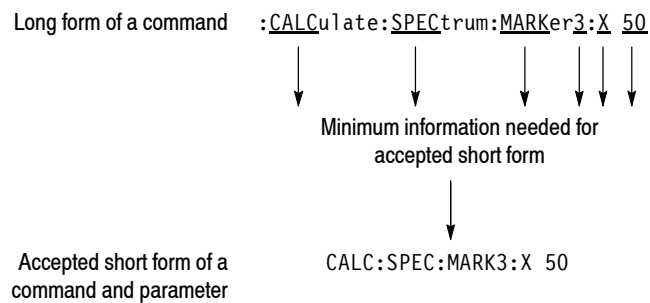 Long form of a command :CALCulate:SPECtrum:MARKer3:X 50
Minimum information needed for
accepted short form
Accepted short form of a CALC:SPEC:MARK3:X 50
command and parameter